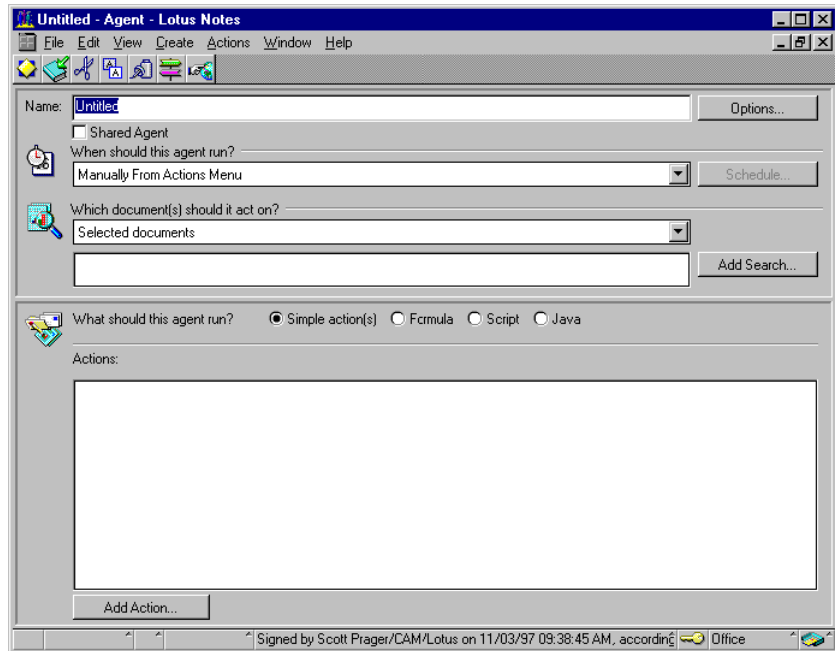 Untitled - Agent - Lotus Notes
File Edit View Create Actions Window Help
Name: Untitled Options...
Shared Agent
When should this agent run?
Manually From Actions Menu Schedule...
Which document(s) should it act on?
Selected documents
Add Search...
What should this agent run? Simple action(s) Formula Script Java
Actions:
Add Action...
Signed by Scott Prager/CAM/Lotus on 11/03/97 09:38:45 AM, according Office